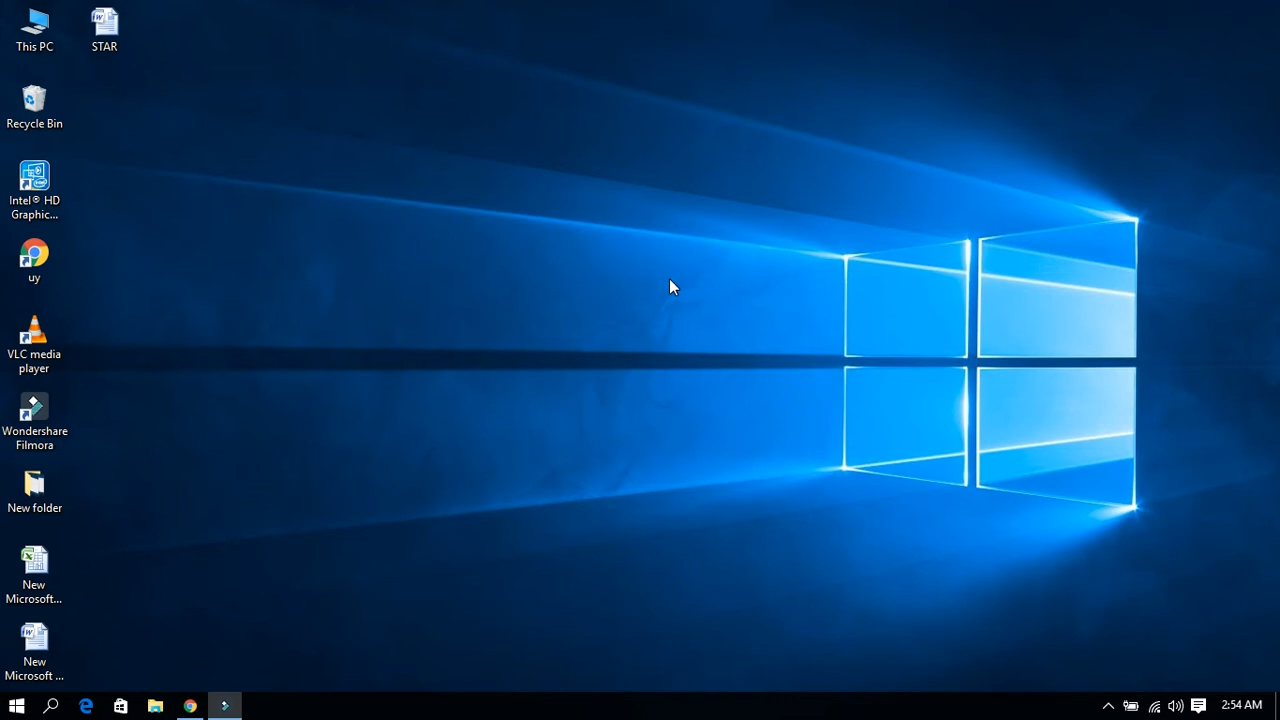 This PC
STAR
Recycle Bin
Intel® HD
Graphic...
uy
VLC media
player
Wondershare
Filmora
New folder
New
Microsoft...
New
Microsoft ...
2:54 AM